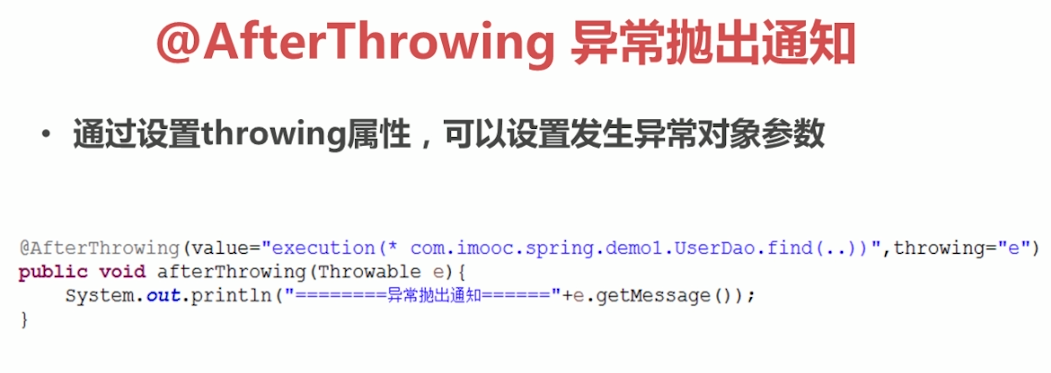 @AfterThrowing 异常抛出通知
• 通过设置throwing属性，可以设置发生异常对象参数
@AfterThrowing(value="execution(* com.imooc.spring.demo1.UserDao.find(..))",throwing="e")
public void afterThrowing(Throwable e){
    System.out.println("========异常抛出通知======"+e.getMessage());
}